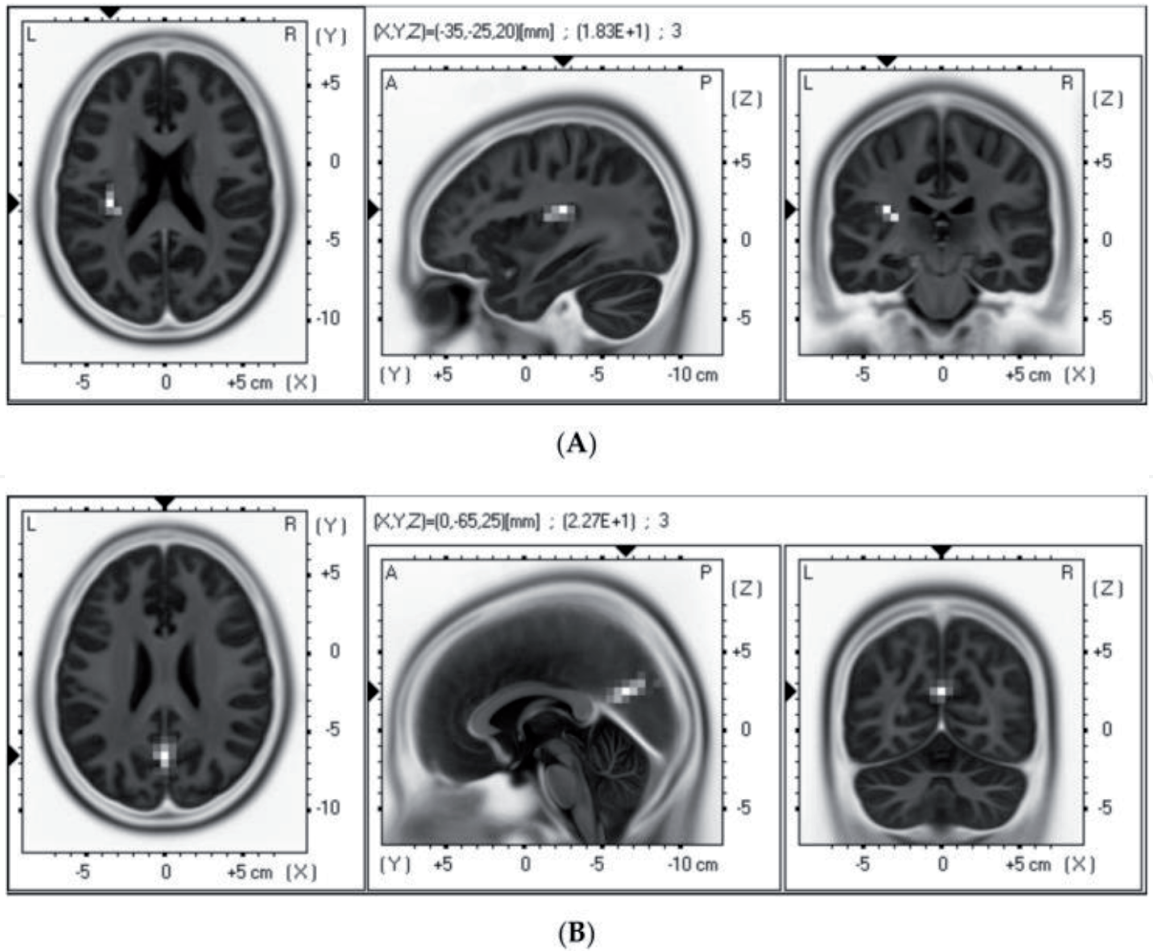 L R (Y) (X,Y,Z)=(-35,-25,20)[mm] ; (1.83E+1) ; 3
A P (Z) L R (Z)
+5
0
-5
-10
+5
0
-5
+5
0
-5
-5 0 +5 cm (X) (Y) +5 0 -5 -10 cm -5 0 +5 cm (X)
(A)
L R (Y) (X,Y,Z)=(0,-65,25)[mm] ; (2.27E+1) ; 3
A P (Z) L R (Z)
+5
0
-5
-10
+5
0
-5
+5
0
-5
-5 0 +5 cm (X) (Y) +5 0 -5 -10 cm -5 0 +5 cm (X)
(B)